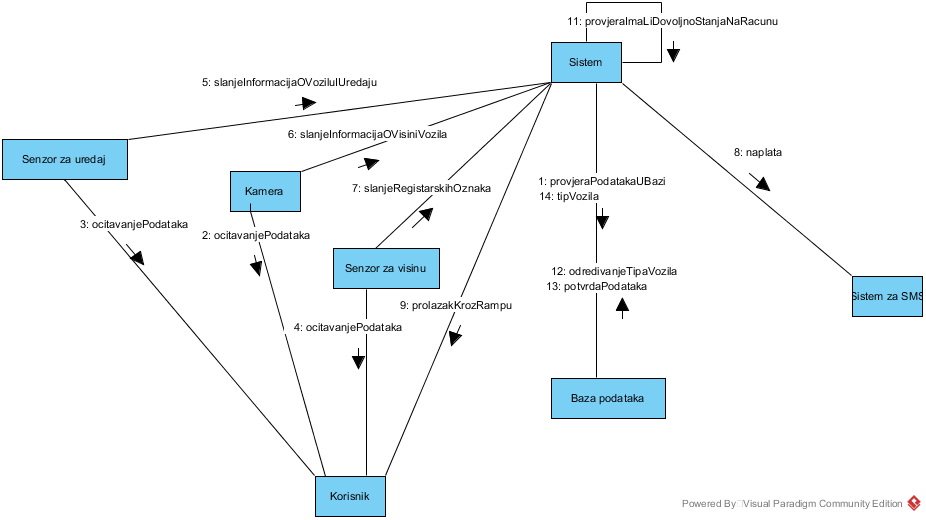 11: provjeraImaLiDovoljnoStanjaNaRacunu
Sistem
5: slanjeInformacijaOVoziluIUredaju
6: slanjeInformacijaOVisiniVozila
Senzor za uredaj
8: naplata
Kamera
7: slanjeRegistarskihOznaka
1: provjeraPodatakaUBazi
14: tipVozila
3: ocitavanjePodataka
2: ocitavanjePodataka
Senzor za visinu
12: odredivanjeTipaVozila
13: potvrdaPodataka
Sistem za SMS
9: prolazakKrozRampu
4: ocitavanjePodataka
Baza podataka
Korisnik
Powered By Visual Paradigm Community Edition